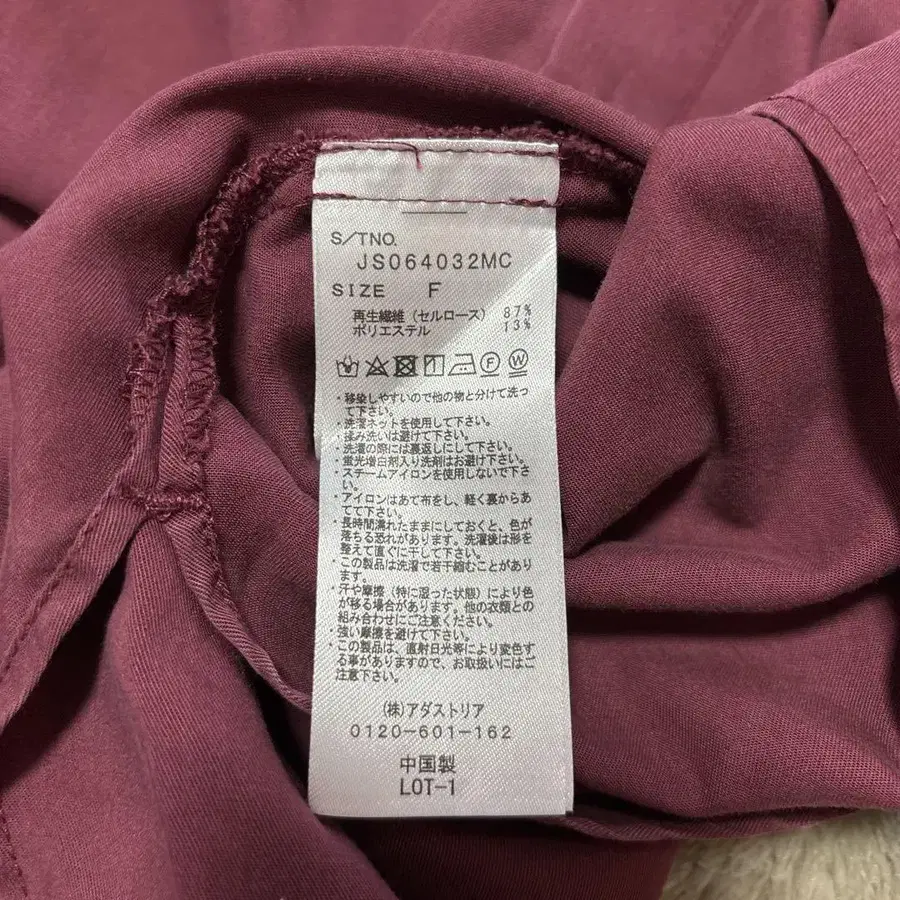 S/TNO.
JS064032MC
SIZE F
再生繊維（セルロース） 87%
ポリエステル 13%
F W
・移染しやすいので他の物と分けて洗っ
て下さい。
・洗濯ネットを使用して下さい。
・揉み洗いは避けて下さい。
・洗濯の際には裏返しにして下さい。
・蛍光増白剤入り洗剤はお避け下さい。
・スチームアイロンを使用しないで下さ
い。
・アイロンはあて布をし、軽く裏からあ
てて下さい。
・長時間濡れたままにしておくと、色が
落ちる恐れがあります。洗濯後は形を
整えて直ぐに干して下さい。
・この製品は洗濯で若干縮むことがあり
ます。
・汗や摩擦（特に湿った状態）により色
が移る場合があります。他の衣類との
組み合わせにご注意ください。
・強い摩擦を避けて下さい。
・この製品は、直射日光等により変色す
る事がありますので、お取扱いにはご
注意下さい。
(株)アダストリア
0120-601-162
中国製
LOT-1